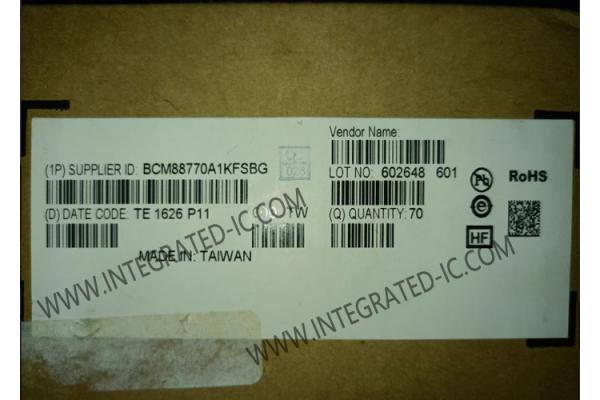 Vendor Name:
(1P) SUPPLIER ID: BCM88770A1KFSBG
LOT NO: 602648 601
Pb
RoHS
(D) DATE CODE: TE 1626 P11
TW
(Q) QUANTITY: 70
e
HF
MADE IN: TAIWAN
WWW.INTEGRATED-IC.COM
WWW.INTEGRATED-IC.COM